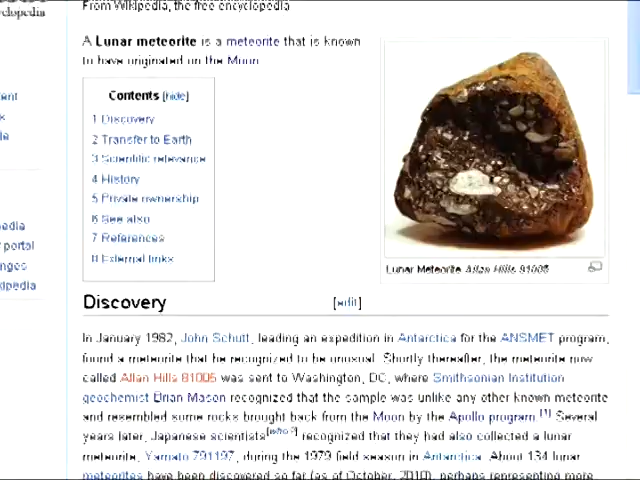 clopedia
From Wikipedia, the free encyclopedia
A Lunar meteorite is a meteorite that is known
to have originated on the Moon
Contents [hide]
1 Discovery
2 Transfer to Earth
3 Scientific relevance
4 History
5 Private ownership
6 See also
7 References
8 External links
Lunar Meteorite Allan Hills 81005
portal
nges
kipedia
Discovery [edit]
In January 1982, John Schutt, leading an expedition in Antarctica for the ANSMET program,
found a meteorite that he recognized to be unusual. Shortly thereafter, the meteorite now
called Allan Hills 81005 was sent to Washington, DC, where Smithsonian Institution
geochemist Brian Mason recognized that the sample was unlike any other known meteorite
and resembled some rocks brought back from the Moon by the Apollo program.[1] Several
years later, Japanese scientists[who?] recognized that they had also collected a lunar
meteorite, Yamato 791197, during the 1979 field season in Antarctica. About 134 lunar
meteorites have been discovered so far (as of October, 2010), perhaps representing more